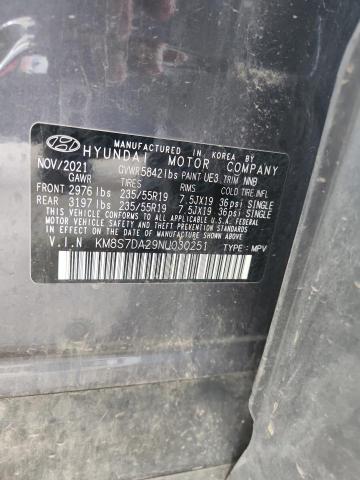 MANUFACTURED IN KOREA BY
HYUNDAI MOTOR COMPANY
NOV/2021 GVWR 5842lbs PAINT UE3, TRIM NNB
GAWR TIRES RIMS COLD TIRE INFL
FRONT 2976 lbs 235/55R19 7.5JX19 36psi SINGLE
REAR 3197 lbs 235/55R19 7.5JX19 36psi SINGLE
THIS VEHICLE CONFORMS TO ALL APPLICABLE U.S.A. FEDERAL
MOTOR VEHICLE SAFETY, BUMPER, AND THEFT PREVENTION
STANDARDS IN EFFECT ON THE DATE OF MANUFACTURE
SHOWN ABOVE.
V.I.N KM8S7DA29NU030251 TYPE: MPV